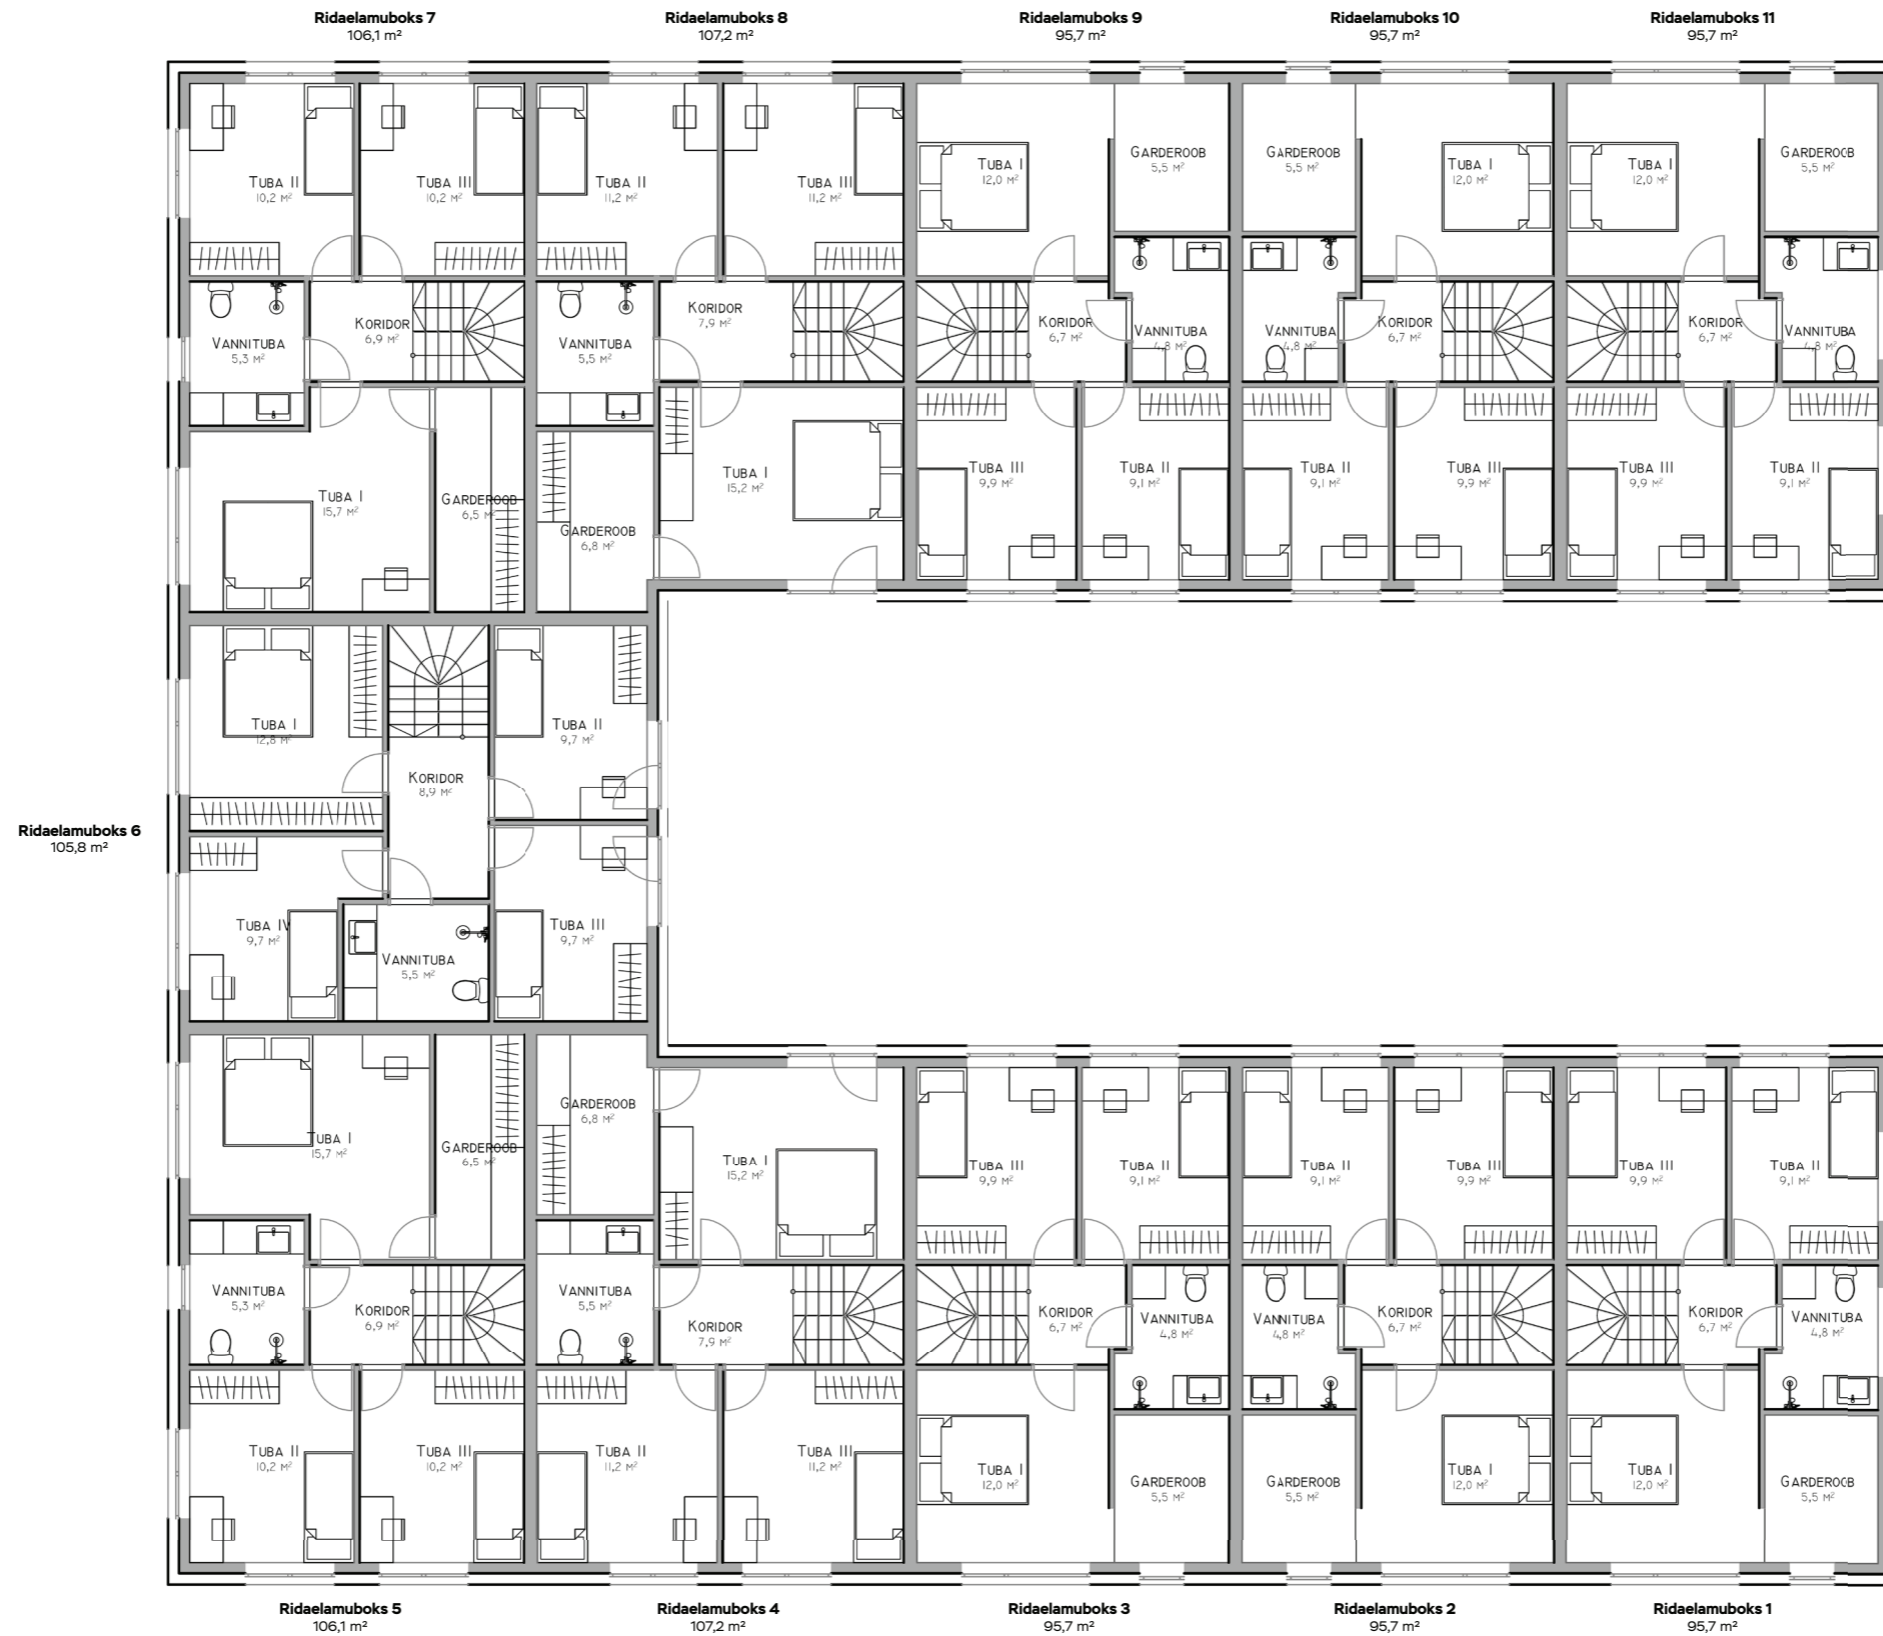 Ridaelamuboks 7
106,1 m²
Ridaelamuboks 8
107,2 m²
Ridaelamuboks 9
95,7 m²
Ridaelamuboks 10
95,7 m²
Ridaelamuboks 11
95,7 m²
TUBA II
10,2 M²
TUBA III
10,2 M²
TUBA II
11,2 M²
TUBA III
11,2 M²
TUBA I
12,0 M²
GARDEROOB
5,5 M²
GARDEROOB
5,5 M²
TUBA I
12,0 M²
TUBA I
12,0 M²
GARDEROOB
5,5 M²
VANNITUBA
5,3 M²
KORIDOR
6,9 M²
VANNITUBA
5,5 M²
KORIDOR
7,9 M²
KORIDOR
6,7 M²
VANNITUBA
4,8 M²
VANNITUBA
4,8 M²
KORIDOR
6,7 M²
KORIDOR
6,7 M²
VANNITUBA
4,8 M²
TUBA I
15,7 M²
GARDEROOB
6,5 M²
GARDEROOB
6,8 M²
TUBA I
15,2 M²
TUBA III
9,9 M²
TUBA II
9,1 M²
TUBA II
9,1 M²
TUBA III
9,9 M²
TUBA III
9,9 M²
TUBA II
9,1 M²
TUBA I
12,8 M²
KORIDOR
8,9 M²
TUBA II
9,7 M²
Ridaelamuboks 6
105,8 m²
TUBA IV
9,7 M²
VANNITUBA
5,5 M²
TUBA III
9,7 M²
TUBA I
15,7 M²
GARDEROOB
6,5 M²
GARDEROOB
6,8 M²
TUBA I
15,2 M²
TUBA III
9,9 M²
TUBA II
9,1 M²
TUBA II
9,1 M²
TUBA III
9,9 M²
TUBA III
9,9 M²
TUBA II
9,1 M²
VANNITUBA
5,3 M²
KORIDOR
6,9 M²
VANNITUBA
5,5 M²
KORIDOR
7,9 M²
KORIDOR
6,7 M²
VANNITUBA
4,8 M²
VANNITUBA
4,8 M²
KORIDOR
6,7 M²
KORIDOR
6,7 M²
VANNITUBA
4,8 M²
TUBA II
10,2 M²
TUBA III
10,2 M²
TUBA II
11,2 M²
TUBA III
11,2 M²
TUBA I
12,0 M²
GARDEROOB
5,5 M²
GARDEROOB
5,5 M²
TUBA I
12,0 M²
TUBA I
12,0 M²
GARDEROOB
5,5 M²
Ridaelamuboks 5
106,1 m²
Ridaelamuboks 4
107,2 m²
Ridaelamuboks 3
95,7 m²
Ridaelamuboks 2
95,7 m²
Ridaelamuboks 1
95,7 m²